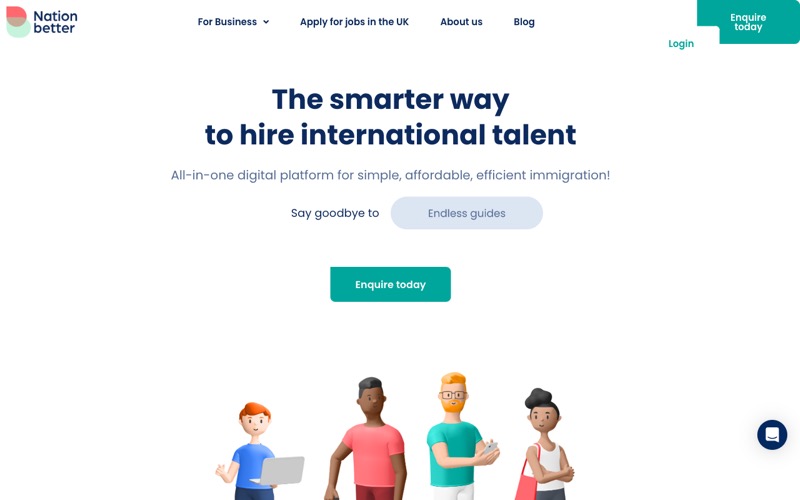 Nation
better
For Business
Apply for jobs in the UK
About us
Blog
Enquire
today
Login
The smarter way
to hire international talent
All-in-one digital platform for simple, affordable, efficient immigration!
Say goodbye to
Endless guides
Enquire today